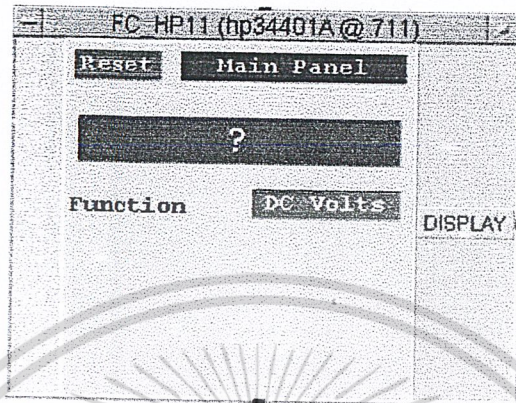 FC_HP11 (hp34401A @ 711)
Reset Main Panel
?
Function DC Volts
DISPLAY